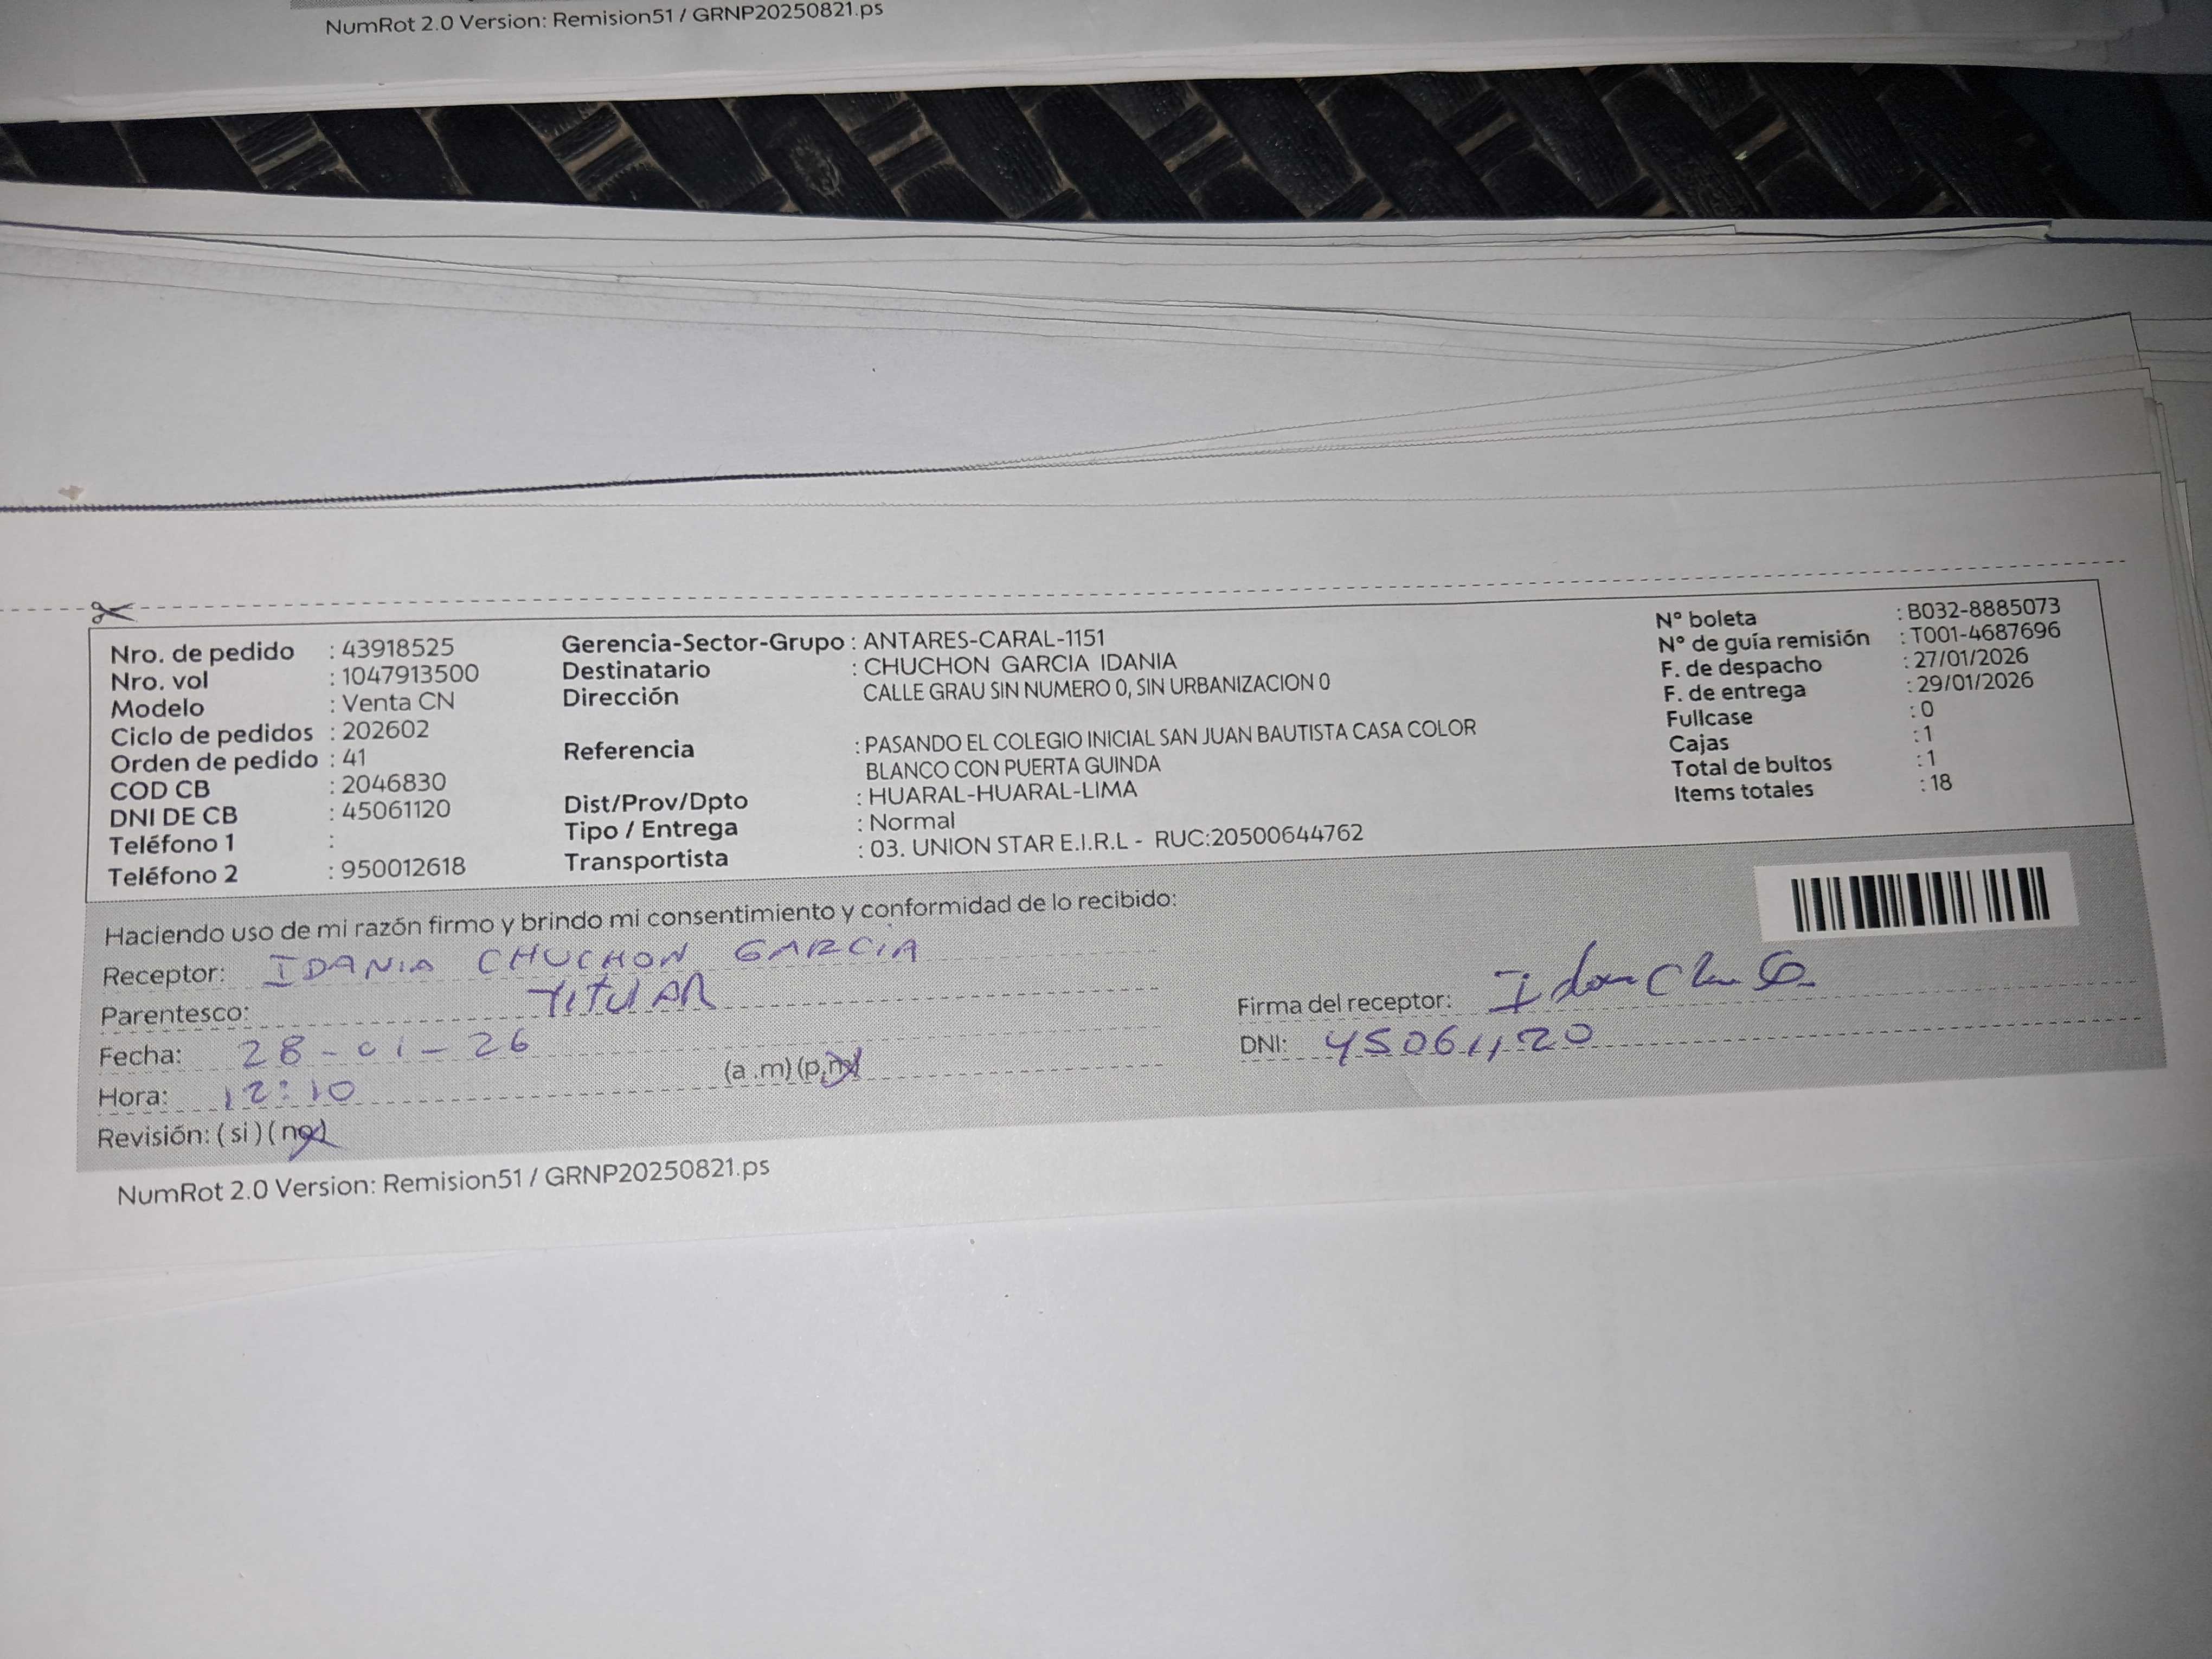 NumRot 2.0 Version: Remision51 / GRNP20250821.ps
Nro. de pedido : 43918525
Nro. vol : 1047913500
Modelo : Venta CN
Ciclo de pedidos : 202602
Orden de pedido : 41
COD CB : 2046830
DNI DE CB : 45061120
Teléfono 1 :
Teléfono 2 : 950012618
Gerencia-Sector-Grupo : ANTARES-CARAL-1151
Destinatario : CHUCHON GARCIA IDANIA
Dirección CALLE GRAU SIN NUMERO 0, SIN URBANIZACION 0
Referencia : PASANDO EL COLEGIO INICIAL SAN JUAN BAUTISTA CASA COLOR
BLANCO CON PUERTA GUINDA
Dist/Prov/Dpto : HUARAL-HUARAL-LIMA
Tipo / Entrega : Normal
Transportista : 03. UNION STAR E.I.R.L - RUC:20500644762
N° boleta : B032-8885073
N° de guía remisión : T001-4687696
F. de despacho : 27/01/2026
F. de entrega : 29/01/2026
Fullcase : 0
Cajas : 1
Total de bultos : 1
Items totales : 18
Haciendo uso de mi razón firmo y brindo mi consentimiento y conformidad de lo recibido:
Receptor: IDANIA CHUCHON GARCIA
Parentesco: TITULAR
Fecha: 28-01-26
Hora: 12:10 (a .m) (p.m)
Revisión: ( si ) ( no )
Firma del receptor:
DNI: 45061120
NumRot 2.0 Version: Remision51 / GRNP20250821.ps